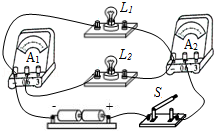 L₁
A₁
A₂
L₂
- +
S